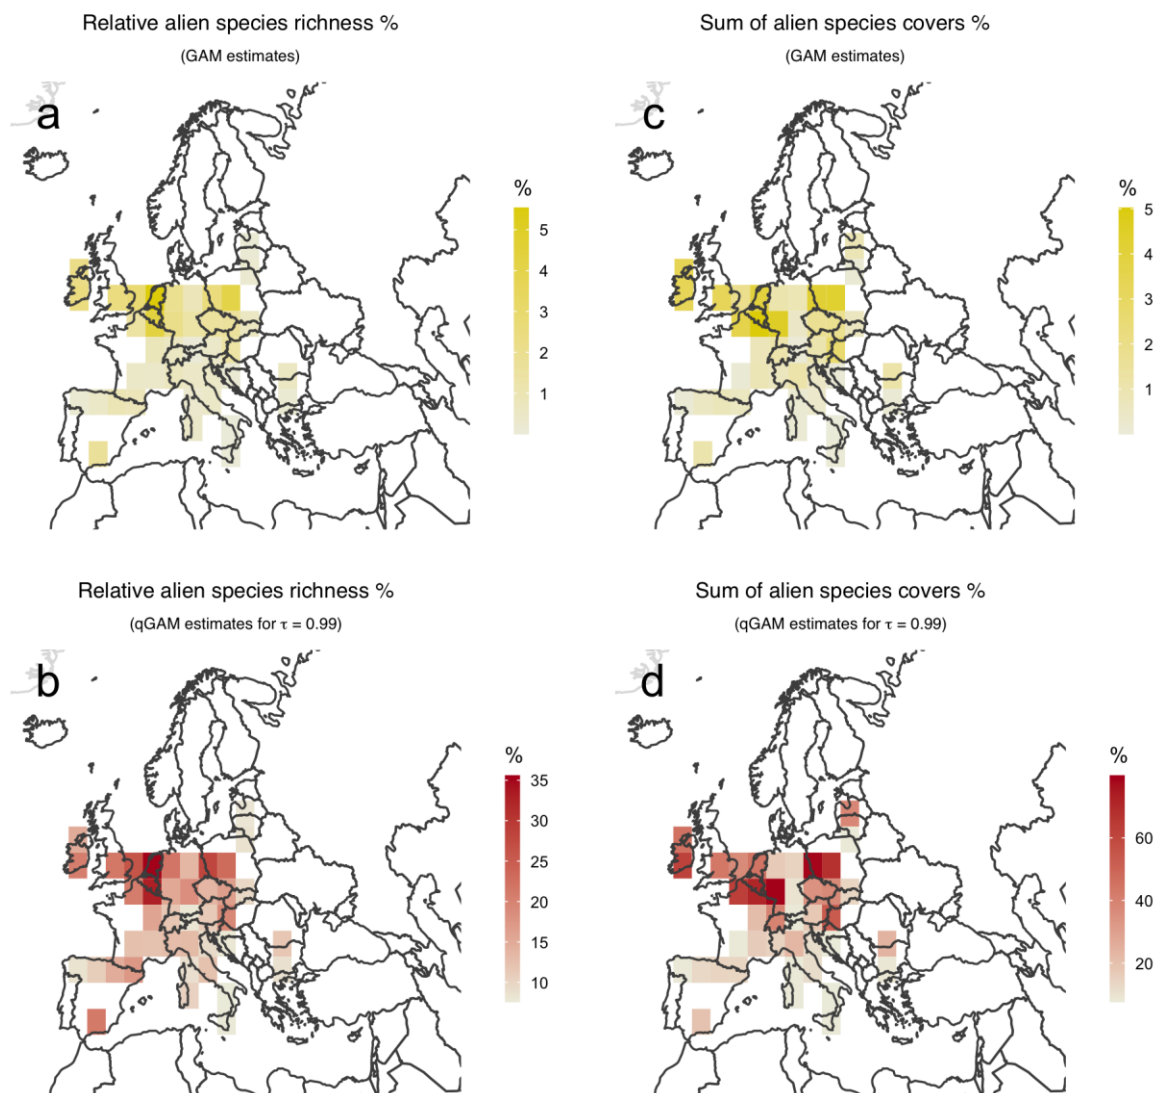 Relative alien species richness %
(GAM estimates)
a
%
5
4
3
2
1
Sum of alien species covers %
(GAM estimates)
c
%
5
4
3
2
1
Relative alien species richness %
(qGAM estimates for τ = 0.99)
b
%
35
30
25
20
15
10
Sum of alien species covers %
(qGAM estimates for τ = 0.99)
d
%
60
40
20